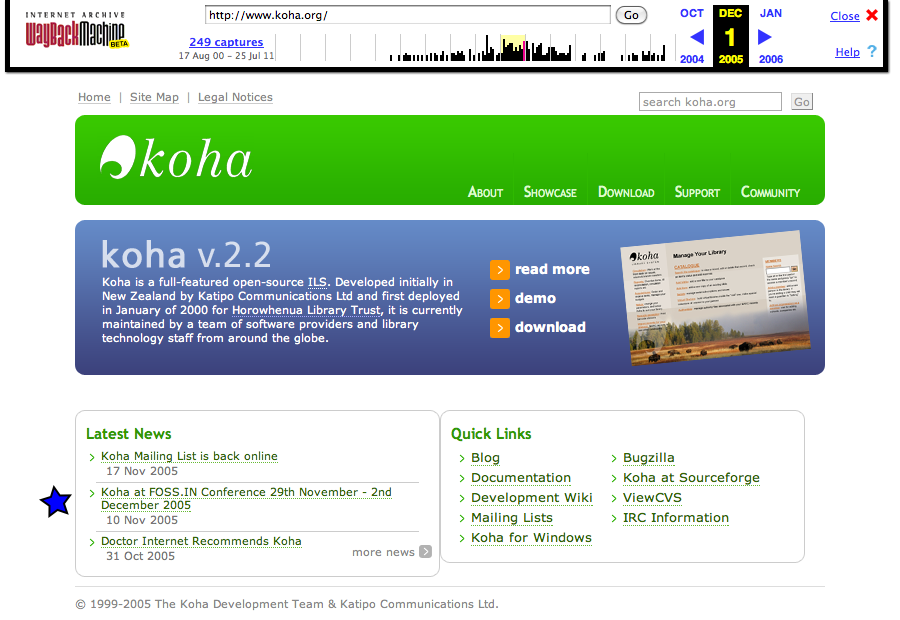 INTERNET ARCHIVE
WayBackMachine
BETA
http://www.koha.org/
Go
249 captures
17 Aug 00 – 25 Jul 11
OCT DEC JAN
1
2004 2005 2006
Close
Help ?
Home | Site Map | Legal Notices
search koha.org
Go
koha
About Showcase Download Support Community
koha v.2.2
Koha is a full-featured open-source ILS. Developed initially in
New Zealand by Katipo Communications Ltd and first deployed
in January of 2000 for Horowhenua Library Trust, it is currently
maintained by a team of software providers and library
technology staff from around the globe.
read more
demo
download
koha
Manage Your Library
CATALOGUE
Latest News
Koha Mailing List is back online
17 Nov 2005
Koha at FOSS.IN Conference 29th November - 2nd
December 2005
10 Nov 2005
Doctor Internet Recommends Koha
31 Oct 2005
more news
Quick Links
Blog
Documentation
Development Wiki
Mailing Lists
Koha for Windows
Bugzilla
Koha at Sourceforge
ViewCVS
IRC Information
© 1999-2005 The Koha Development Team & Katipo Communications Ltd.